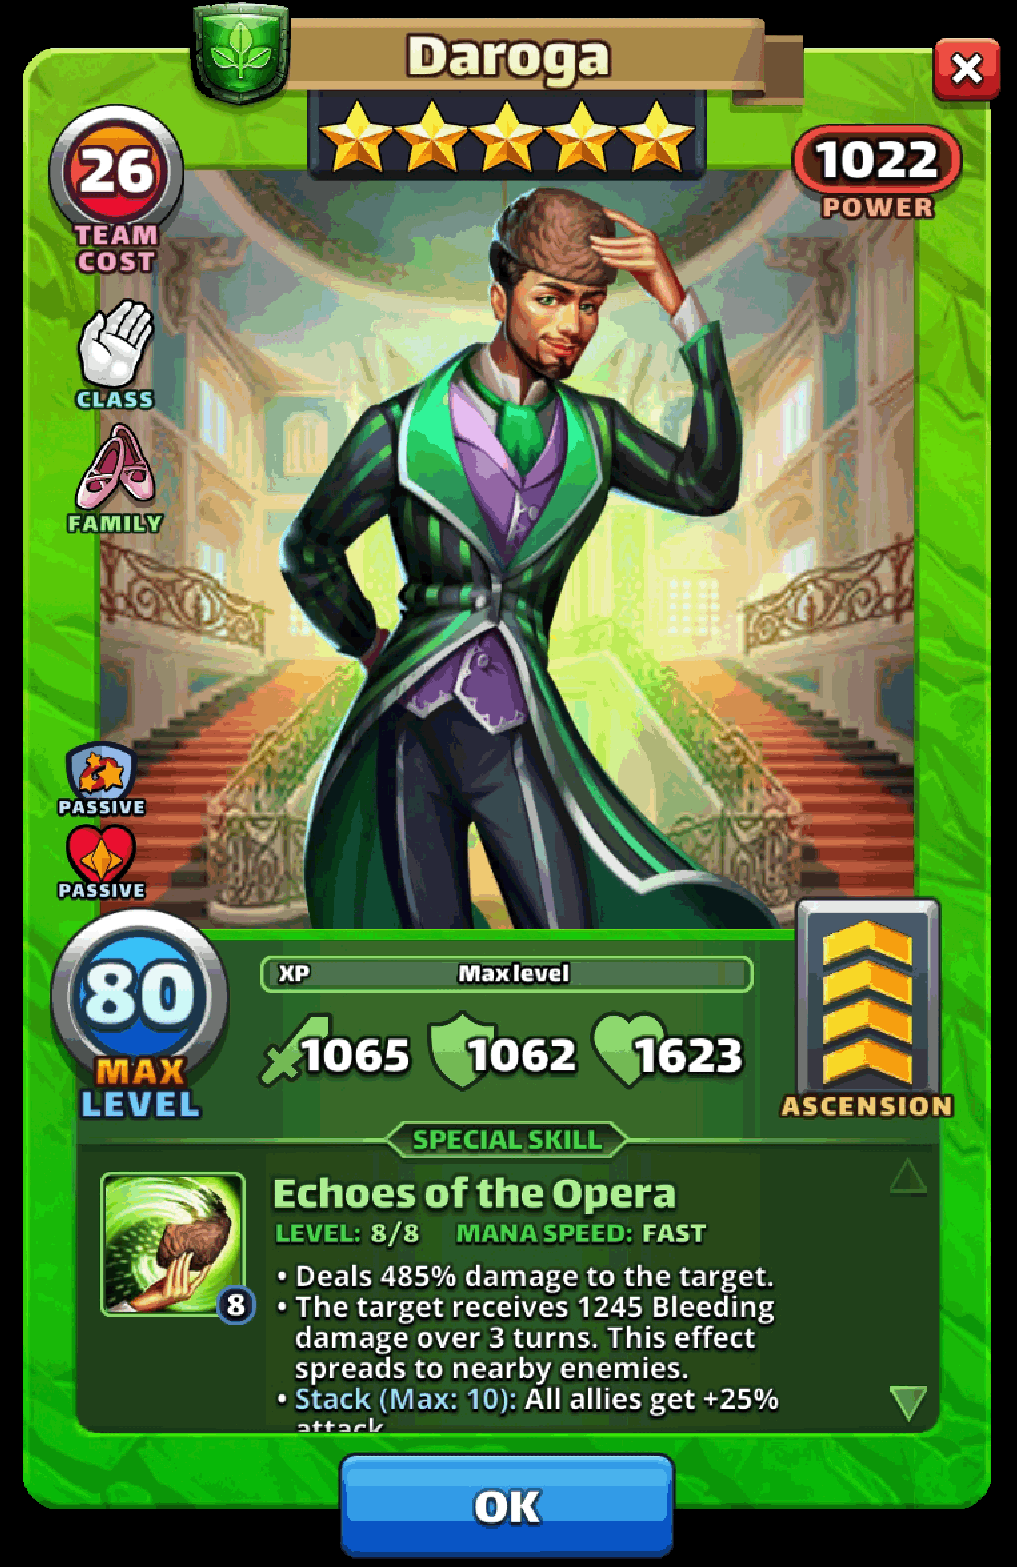 Daroga
26
TEAM
COST
1022
POWER
CLASS
FAMILY
PASSIVE
PASSIVE
80
MAX
LEVEL
XP
Max level
1065
1062
1623
ASCENSION
SPECIAL SKILL
Echoes of the Opera
LEVEL: 8/8 MANA SPEED: FAST
8
• Deals 485% damage to the target.
• The target receives 1245 Bleeding
damage over 3 turns. This effect
spreads to nearby enemies.
• Stack (Max: 10): All allies get +25%
attack
OK